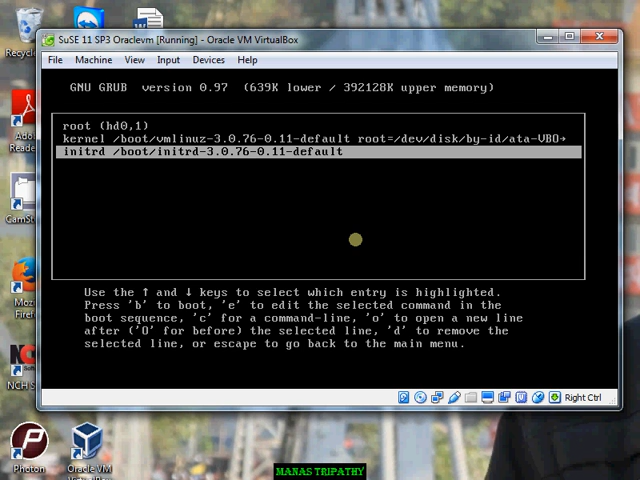 SuSE 11 SP3 Oraclevm [Running] - Oracle VM VirtualBox
File Machine View Input Devices Help
GNU GRUB version 0.97 (639K lower / 392128K upper memory)
root (hd0,1)
kernel /boot/vmlinuz-3.0.76-0.11-default root=/dev/disk/by-id/ata-VBO→
initrd /boot/initrd-3.0.76-0.11-default
Use the ↑ and ↓ keys to select which entry is highlighted.
Press 'b' to boot, 'e' to edit the selected command in the
boot sequence, 'c' for a command-line, 'o' to open a new line
after ('O' for before) the selected line, 'd' to remove the
selected line, or escape to go back to the main menu.
Right Ctrl
Recycl
Reade
CamSt
Firef
NCH S
Photon
Oracle VM
MANAS TRIPATHY